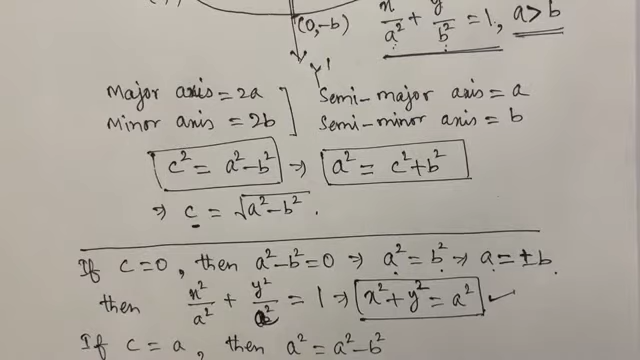 (0,-b)
x/a² + y/b² = 1, a>b
y'
Major axis = 2a ] Semi-major axis = a
Minor axis = 2b ] Semi-minor axis = b
c² = a²-b² ⇒ a² = c²+b²
⇒ c = √a²-b² .
If c=0, then a²-b²=0 ⇒ a²=b² ⇒ a=±b.
then x²/a² + y²/a² = 1 ⇒ x²+y²=a² ✓
If c=a, then a² = a²-b²